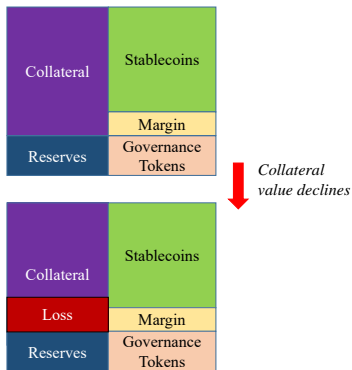 Stablecoins
Collateral
Margin
Reserves
Governance
Tokens
Collateral
value declines
Stablecoins
Collateral
Loss
Margin
Reserves
Governance
Tokens